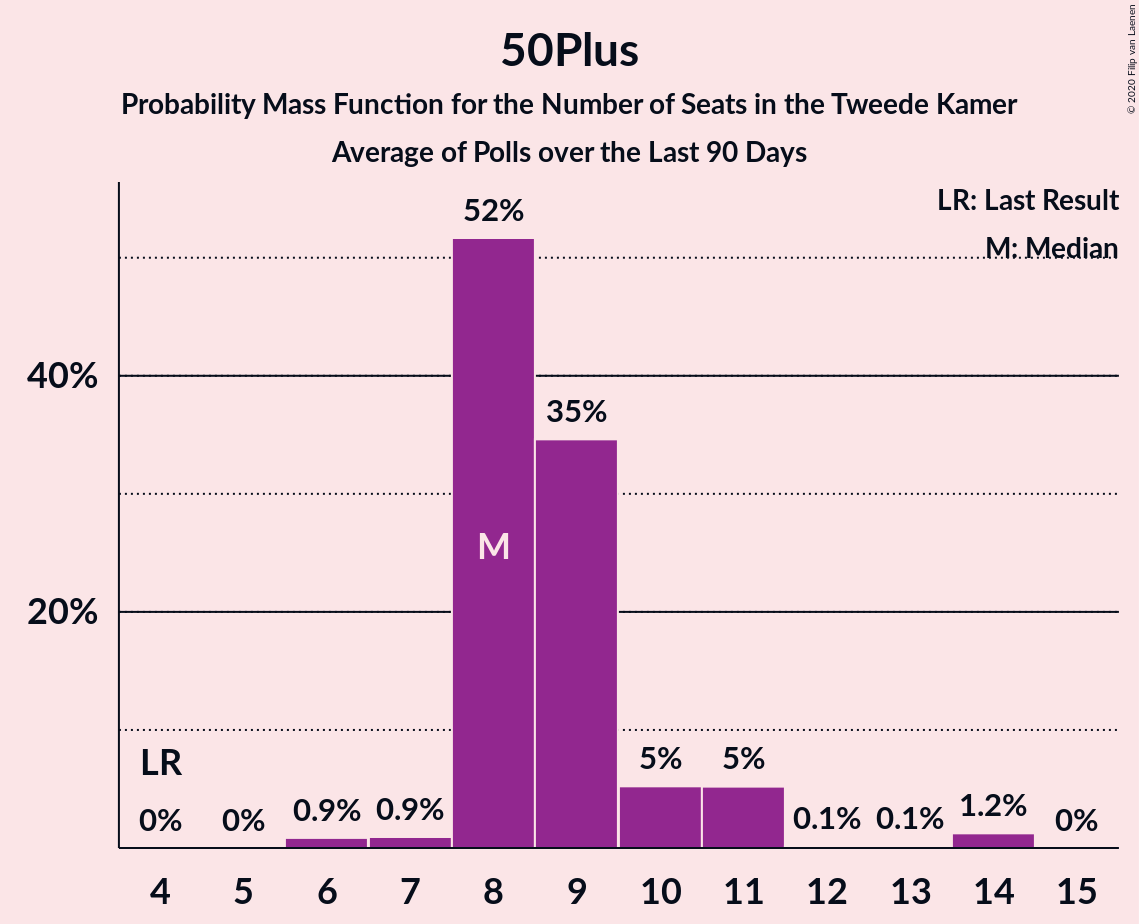 50Plus
Probability Mass Function for the Number of Seats in the Tweede Kamer
Average of Polls over the Last 90 Days
© 2020 Filip van Laenen
LR: Last Result
M: Median
52%
40%
35%
M
20%
LR
0% 0% 0.9% 0.9% 5% 5% 0.1% 0.1% 1.2% 0%
4 5 6 7 8 9 10 11 12 13 14 15